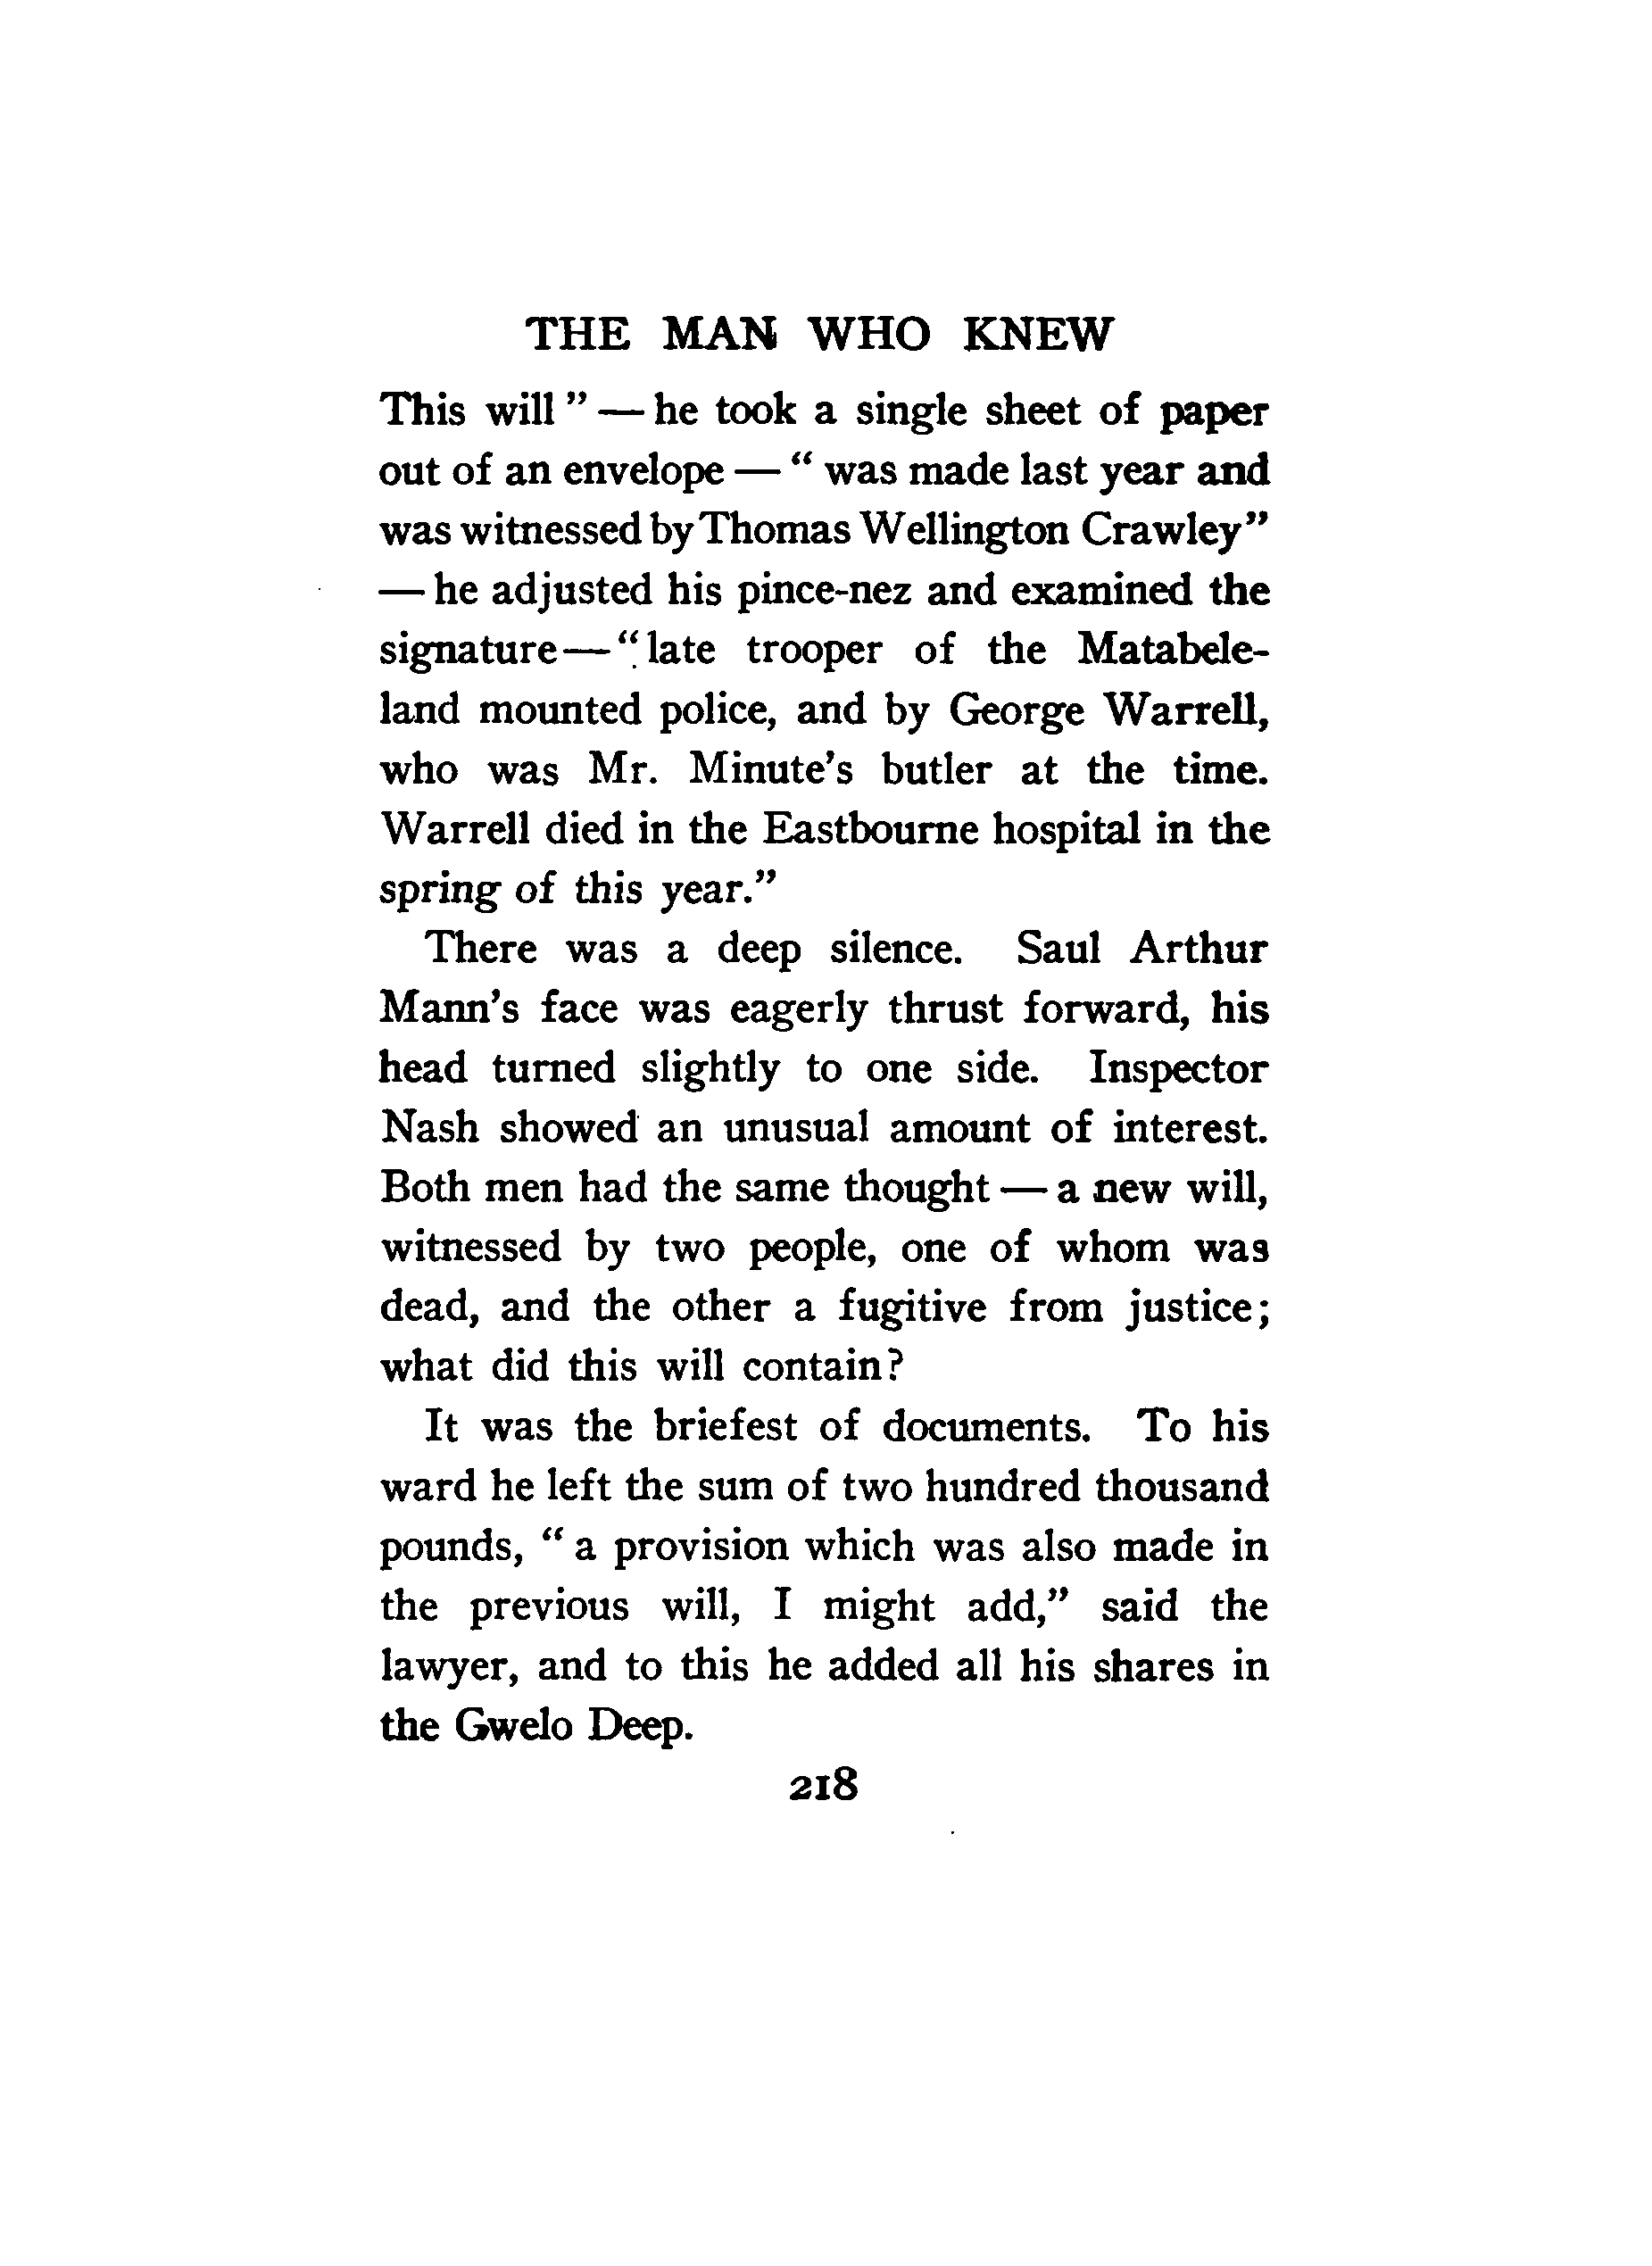 THE MAN WHO KNEW
This will " — he took a single sheet of paper
out of an envelope — " was made last year and
was witnessed by Thomas Wellington Crawley"
— he adjusted his pince-nez and examined the
signature — " late trooper of the Matabele-
land mounted police, and by George Warrell,
who was Mr. Minute's butler at the time.
Warrell died in the Eastbourne hospital in the
spring of this year."
There was a deep silence. Saul Arthur
Mann's face was eagerly thrust forward, his
head turned slightly to one side. Inspector
Nash showed an unusual amount of interest.
Both men had the same thought — a new will,
witnessed by two people, one of whom was
dead, and the other a fugitive from justice;
what did this will contain?
It was the briefest of documents. To his
ward he left the sum of two hundred thousand
pounds, " a provision which was also made in
the previous will, I might add," said the
lawyer, and to this he added all his shares in
the Gwelo Deep.
218